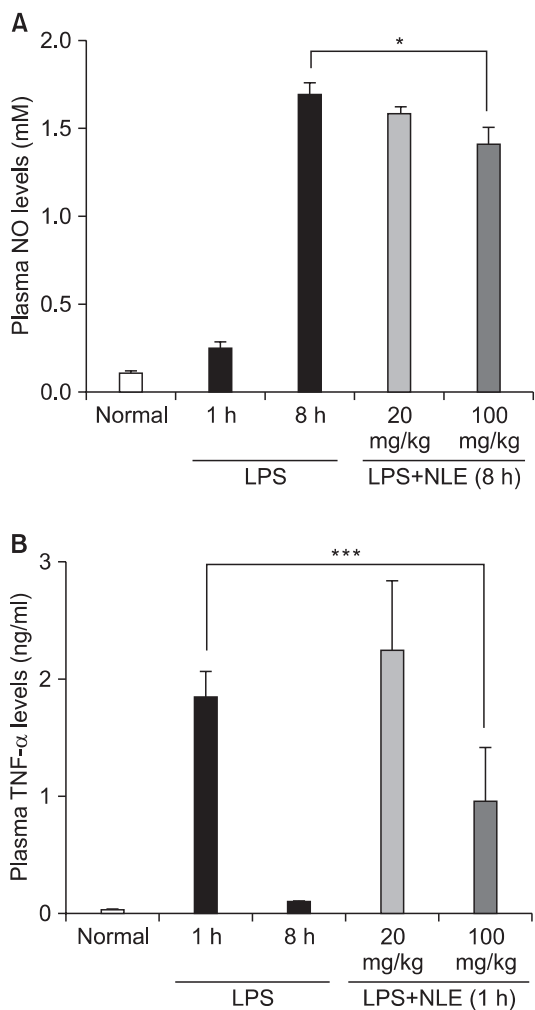 A
Plasma NO levels (mM)
2.0
1.5
1.0
0.5
0.0
*
Normal 1 h 8 h 20 mg/kg 100 mg/kg
LPS LPS+NLE (8 h)
B
Plasma TNF-α levels (ng/ml)
3
2
1
0
***
Normal 1 h 8 h 20 mg/kg 100 mg/kg
LPS LPS+NLE (1 h)